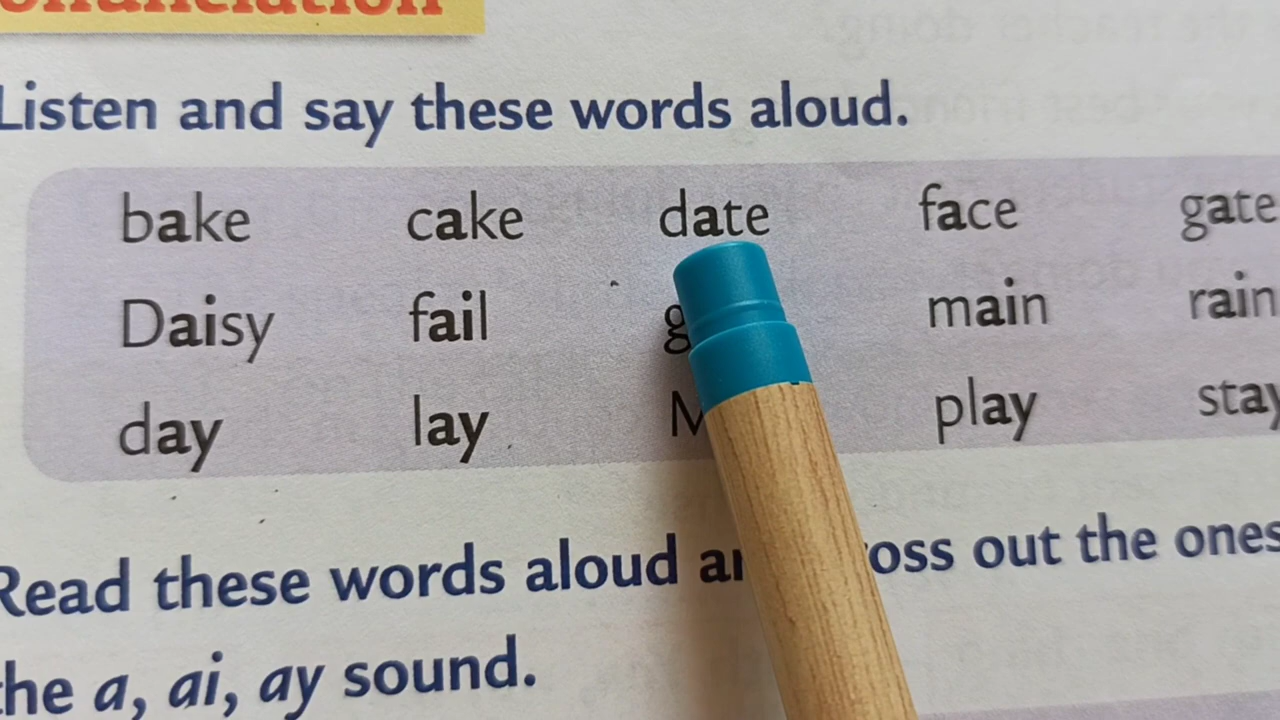 Listen and say these words aloud.
bake cake date face gate
Daisy fail main rain
day lay play stay
Read these words aloud out the ones
the a, ai, ay sound.